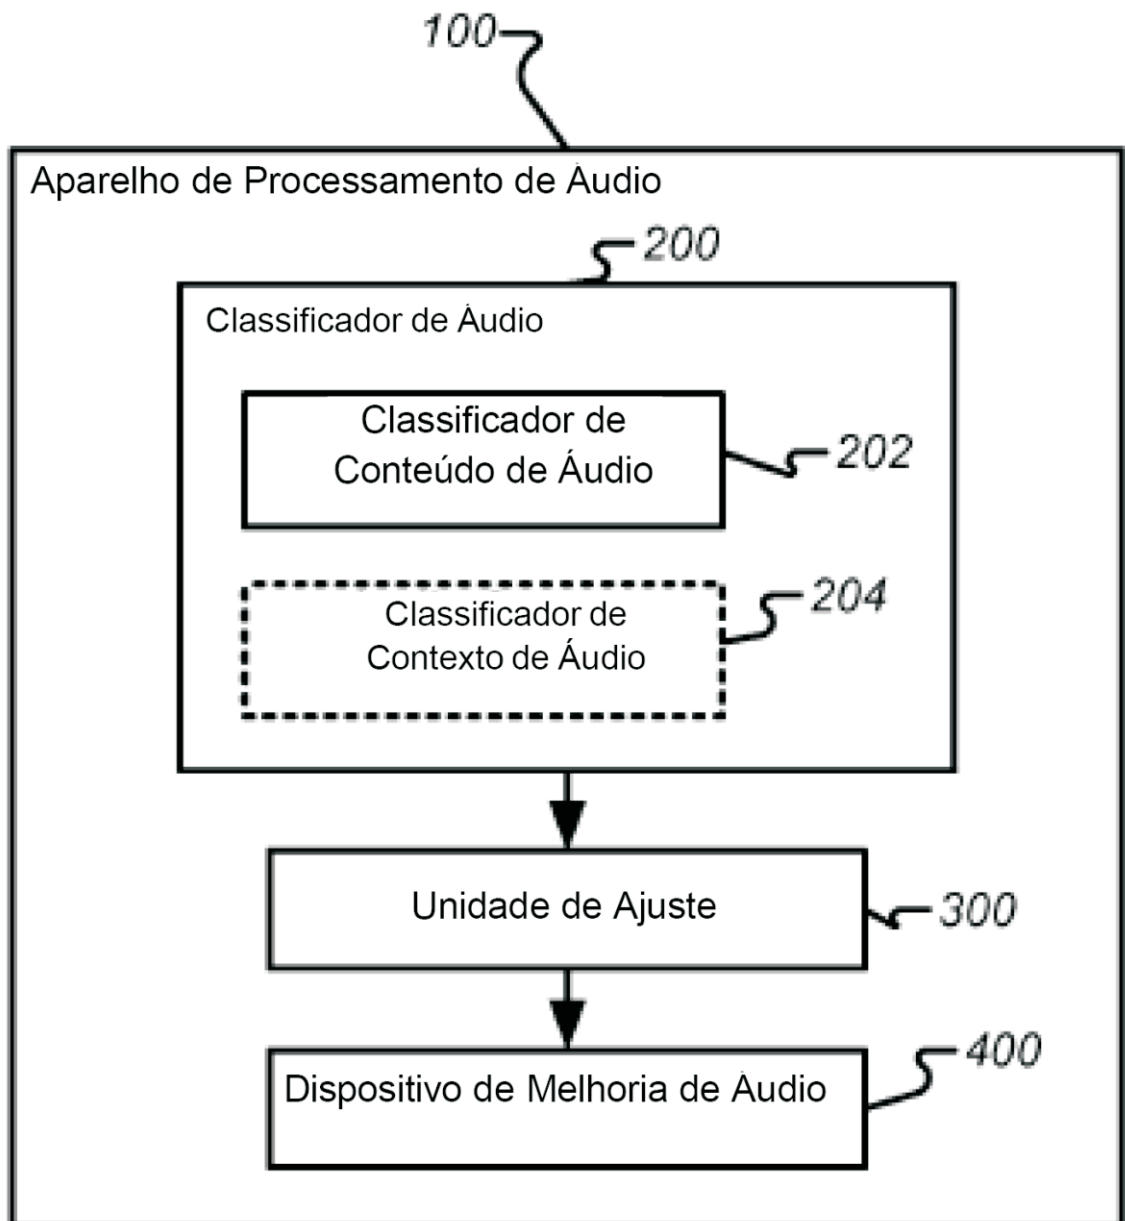 100
Aparelho de Processamento de Áudio
200
Classificador de Áudio
Classificador de
Conteúdo de Áudio
202
Classificador de
Contexto de Áudio
204
Unidade de Ajuste
300
Dispositivo de Melhoria de Áudio
400